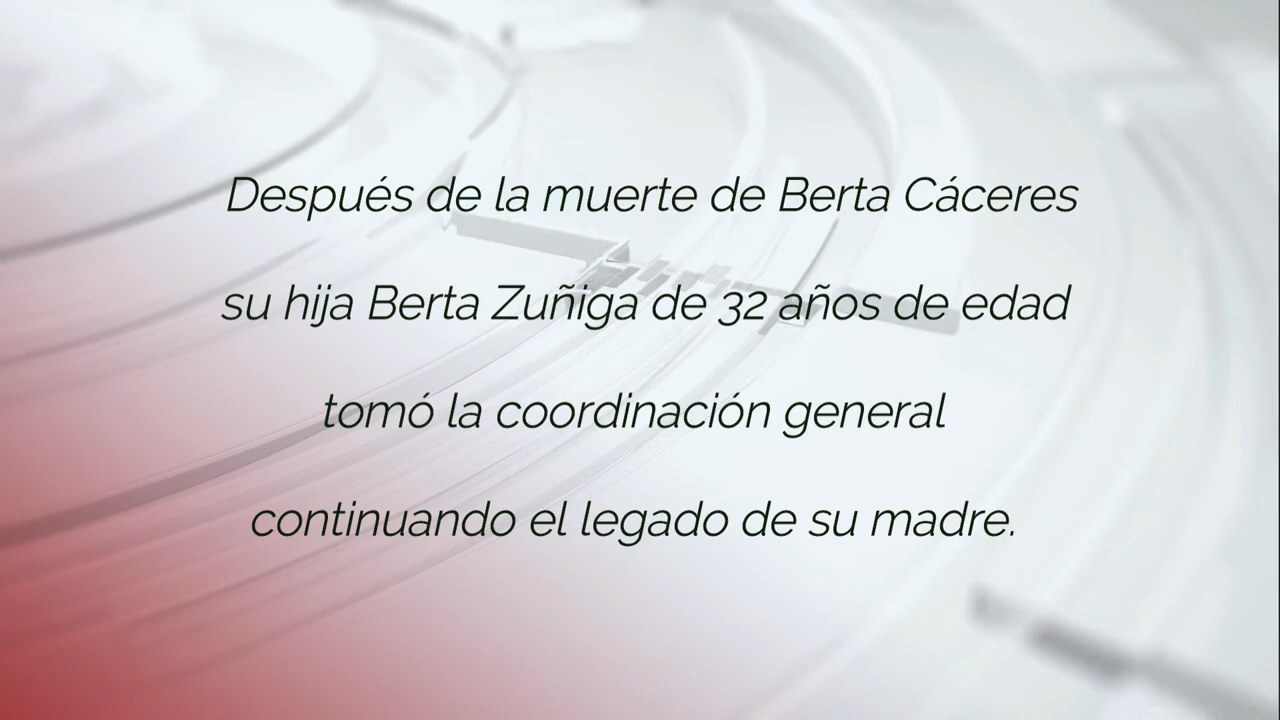 Después de la muerte de Berta Cáceres
su hija Berta Zuñiga de 32 años de edad
tomó la coordinación general
continuando el legado de su madre.